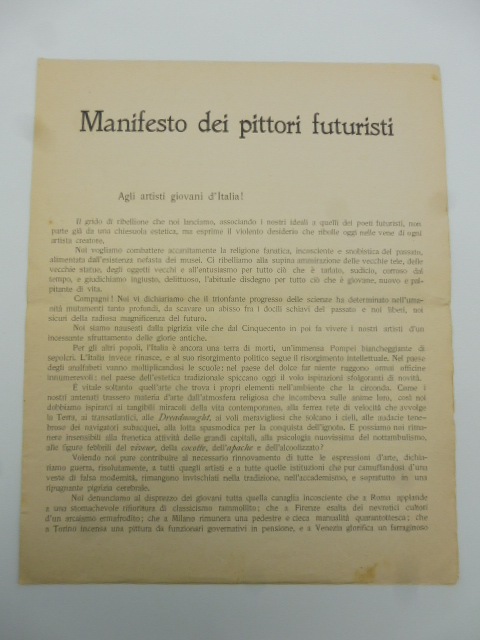 Manifesto dei pittori futuristi
Agli artisti giovani d'Italia!
Il grido di ribellione che noi lanciamo, associando i nostri ideali a quelli dei poeti futuristi, non
parte già da una chiesuola estetica, ma esprime il violento desiderio che ribolle oggi nelle vene di ogni
artista creatore.
Noi vogliamo combattere accanitamente la religione fanatica, incosciente e snobistica del passato,
alimentata dall'esistenza nefasta dei musei. Ci ribelliamo alla supina ammirazione delle vecchie tele, delle
vecchie statue, degli oggetti vecchi e all'entusiasmo per tutto ciò che è tarlato, sudicio, corroso dal
tempo, e giudichiamo ingiusto, delittuoso, l'abituale disdegno per tutto ciò che è giovane, nuovo e pal-
pitante di vita.
Compagni! Noi vi dichiariamo che il trionfante progresso delle scienze ha determinato nell'uma-
nità mutamenti tanto profondi, da scavare un abisso fra i docili schiavi del passato e noi liberi, noi
sicuri della radiosa magnificenza del futuro.
Noi siamo nauseati dalla pigrizia vile che dal Cinquecento in poi fa vivere i nostri artisti d'un
incessante sfruttamento delle glorie antiche.
Per gli altri popoli, l'Italia è ancora una terra di morti, un'immensa Pompei biancheggiante di
sepolcri. L'Italia invece rinasce, e al suo risorgimento politico segue il risorgimento intellettuale. Nel paese
degli analfabeti vanno moltiplicandosi le scuole: nel paese del dolce far niente ruggono ormai officine
innumerevoli: nel paese dell'estetica tradizionale spiccano oggi il volo ispirazioni sfolgoranti di novità.
È vitale soltanto quell'arte che trova i propri elementi nell'ambiente che la circonda. Come i
nostri antenati trassero materia d'arte dall'atmosfera religiosa che incombeva sulle anime loro, così noi
dobbiamo ispirarci ai tangibili miracoli della vita contemporanea, alla ferrea rete di velocità che avvolge
la Terra, ai transatlantici, alle Dreadnought, ai voli meravigliosi che solcano i cieli, alle audacie tene-
brose dei navigatori subacquei, alla lotta spasmodica per la conquista dell'ignoto. E possiamo noi rima-
nere insensibili alla frenetica attività delle grandi capitali, alla psicologia nuovissima del nottambulismo,
alle figure febbrili del viveur, della cocotte, dell'apache e dell'alcoolizzato?
Volendo noi pure contribuire al necessario rinnovamento di tutte le espressioni d'arte, dichia-
riamo guerra, risolutamente, a tutti quegli artisti e a tutte quelle istituzioni che pur camuffandosi d'una
veste di falsa modernità, rimangono invischiati nella tradizione, nell'accademismo, e sopratutto in una
ripugnante pigrizia cerebrale.
Noi denunciamo al disprezzo dei giovani tutta quella canaglia incosciente che a Roma applaude
a una stomachevole rifioritura di classicismo rammollito; che a Firenze esalta dei nevrotici cultori
d'un arcaismo ermafrodito; che a Milano rimunera una pedestre e cieca manualità quarantottesca; che
a Torino incensa una pittura da funzionari governativi in pensione, e a Venezia glorifica un farraginoso